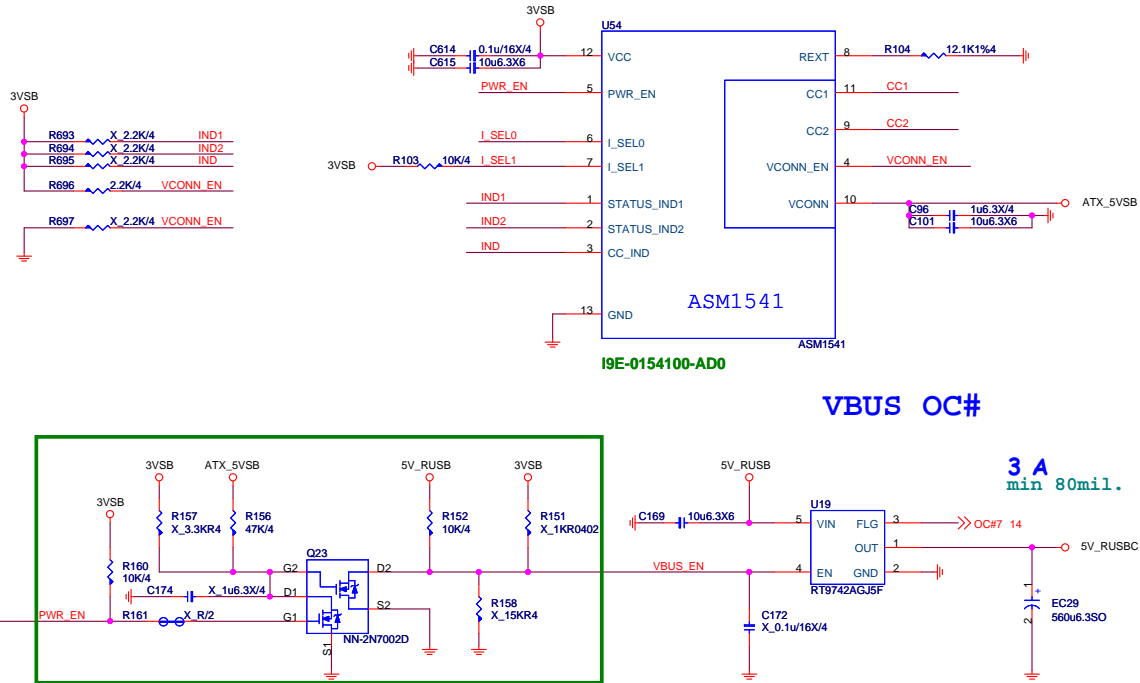 3VSB
U54
C614 0.1u/16X/4
C615 10u6.3X6
12 VCC
REXT 8
R104 12.1K1%4
PWR_EN 5 PWR_EN
CC1 11 CC1
3VSB
R693 X_2.2K/4 IND1
R694 X_2.2K/4 IND2
R695 X_2.2K/4 IND
R696 2.2K/4 VCONN_EN
R697 X_2.2K/4 VCONN_EN
I_SEL0 6 I_SEL0
CC2 9 CC2
3VSB R103 10K/4 I_SEL1 7 I_SEL1
VCONN_EN 4 VCONN_EN
IND1 1 STATUS_IND1
VCONN 10 ATX_5VSB
C96 1u6.3X/4
C101 10u6.3X6
IND2 2 STATUS_IND2
IND 3 CC_IND
ASM1541
13 GND
ASM1541
I9E-0154100-AD0
VBUS OC#
3VSB ATX_5VSB 5V_RUSB 3VSB
3VSB
R157
X_3.3KR4
R156
47K/4
R152
10K/4
R151
X_1KR0402
R160
10K/4
Q23
G2 D2
C174 X_1u6.3X/4
D1 S2
PWR_EN R161 X_R/2 G1
S1
NN-2N7002D
R158
X_15KR4
5V_RUSB
3 A
min 80mil.
C169 10u6.3X6
U19
5 VIN FLG 3 OC#7 14
OUT 1 5V_RUSBC
VBUS_EN 4 EN GND 2
RT9742AGJ5F
C172
X_0.1u/16X/4
1
+
EC29
560u6.3SO
2